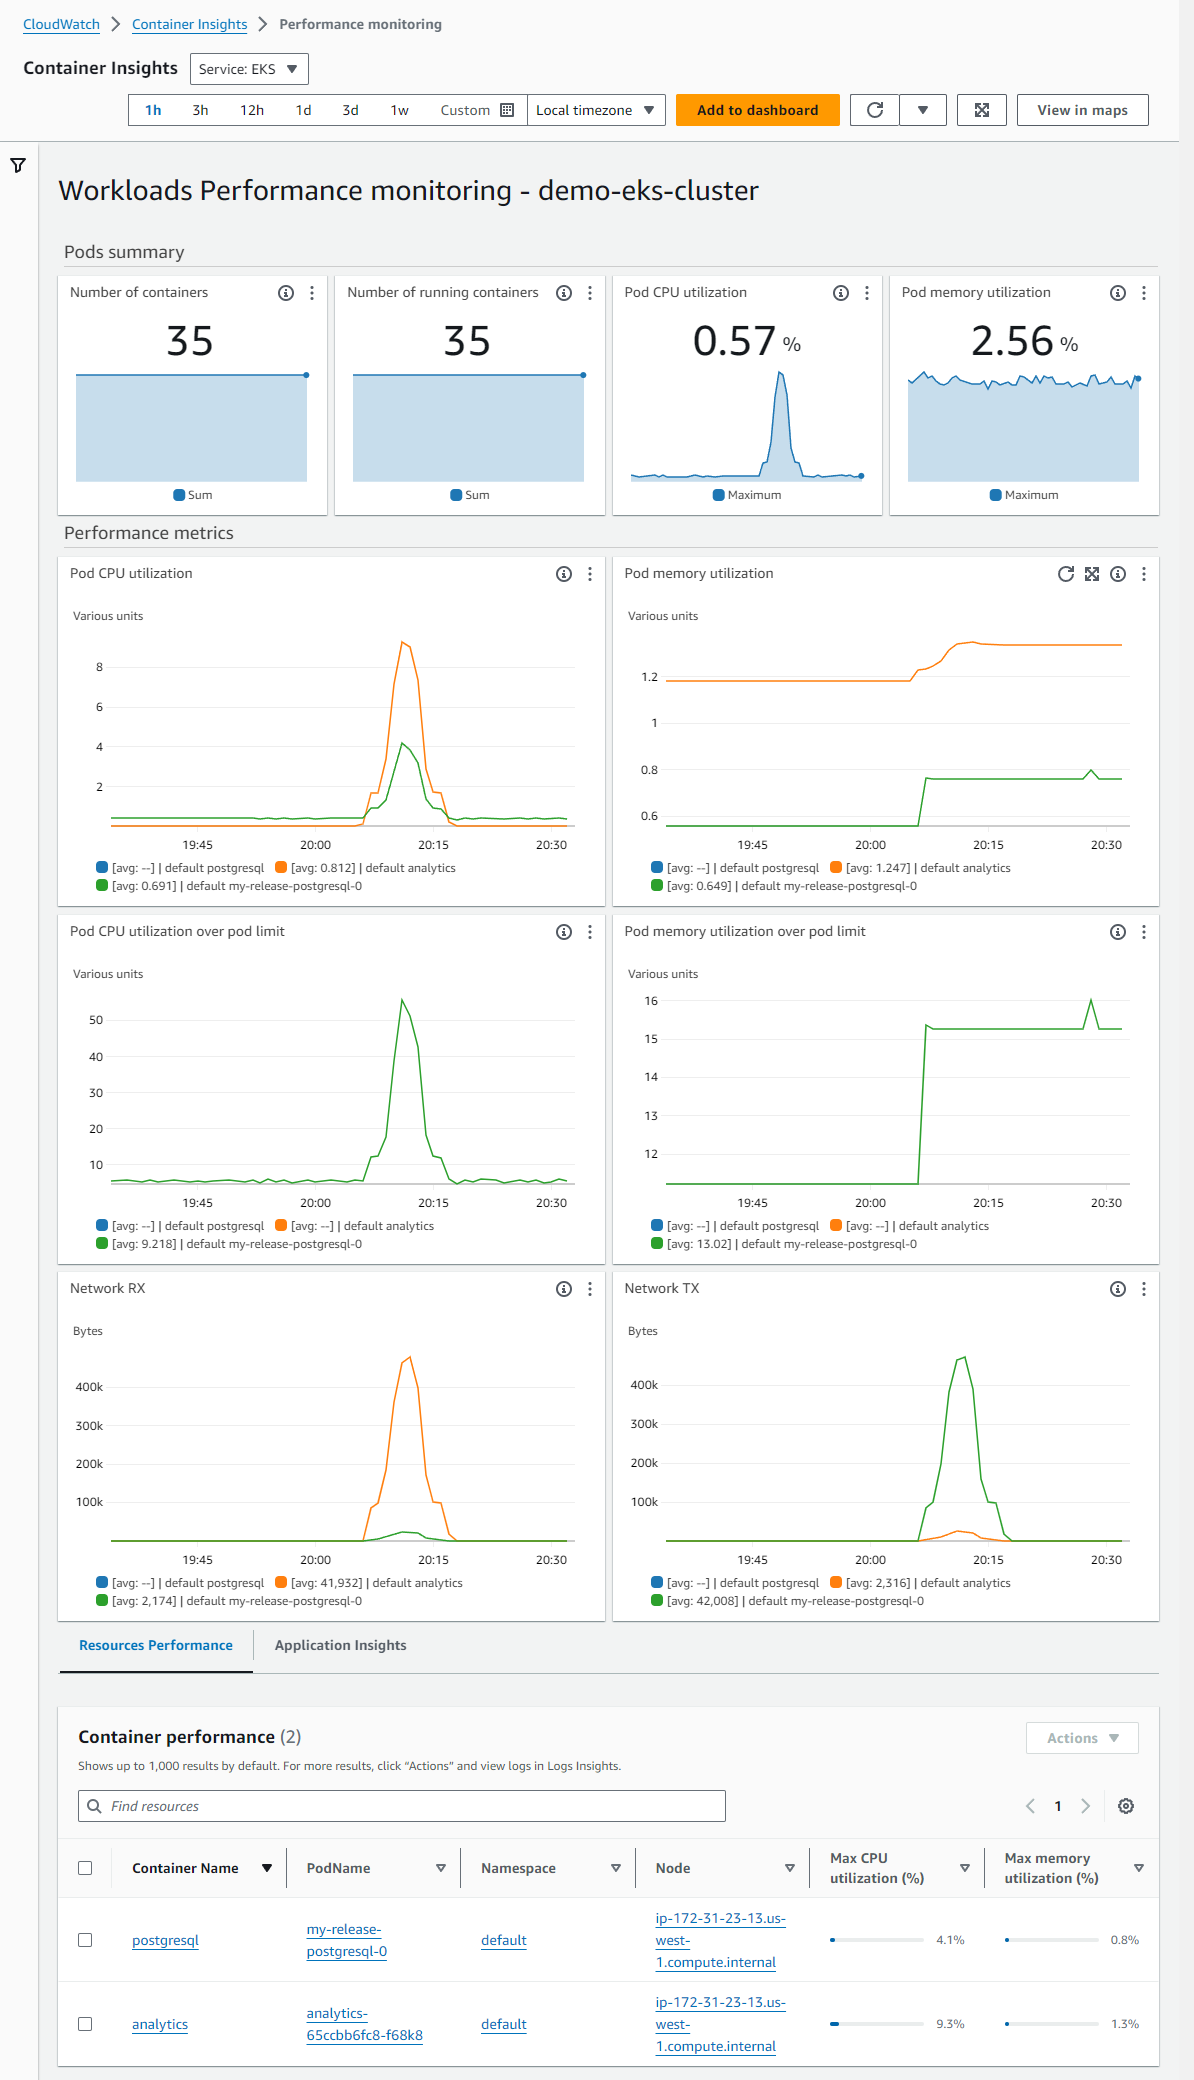 CloudWatch > Container Insights > Performance monitoring
Container Insights Service: EKS ▼
1h 3h 12h 1d 3d 1w Custom Local timezone ▼ Add to dashboard ▼ View in maps
Workloads Performance monitoring - demo-eks-cluster
Pods summary
Number of containers
35
Sum
Number of running containers
35
Sum
Pod CPU utilization
0.57 %
Maximum
Pod memory utilization
2.56 %
Maximum
Performance metrics
Pod CPU utilization
Various units
8
6
4
2
19:45 20:00 20:15 20:30
[avg: --] | default postgresql [avg: 0.812] | default analytics
[avg: 0.691] | default my-release-postgresql-0
Pod memory utilization
Various units
1.2
1
0.8
0.6
19:45 20:00 20:15 20:30
[avg: --] | default postgresql [avg: 1.247] | default analytics
[avg: 0.649] | default my-release-postgresql-0
Pod CPU utilization over pod limit
Various units
50
40
30
20
10
19:45 20:00 20:15 20:30
[avg: --] | default postgresql [avg: --] | default analytics
[avg: 9.218] | default my-release-postgresql-0
Pod memory utilization over pod limit
Various units
16
15
14
13
12
19:45 20:00 20:15 20:30
[avg: --] | default postgresql [avg: --] | default analytics
[avg: 13.02] | default my-release-postgresql-0
Network RX
Bytes
400k
300k
200k
100k
19:45 20:00 20:15 20:30
[avg: --] | default postgresql [avg: 41,932] | default analytics
[avg: 2,174] | default my-release-postgresql-0
Network TX
Bytes
400k
300k
200k
100k
19:45 20:00 20:15 20:30
[avg: --] | default postgresql [avg: 2,316] | default analytics
[avg: 42,008] | default my-release-postgresql-0
Resources Performance Application Insights
Container performance (2)
Actions ▼
Shows up to 1,000 results by default. For more results, click “Actions” and view logs in Logs Insights.
Find resources
< 1 >
Container Name ▼ PodName Namespace Node
Max CPU
utilization (%)
Max memory
utilization (%)
postgresql
my-release-
postgresql-0
default
ip-172-31-23-13.us-
west-
1.compute.internal
4.1%
0.8%
analytics
analytics-
65ccbb6fc8-f68k8
default
ip-172-31-23-13.us-
west-
1.compute.internal
9.3%
1.3%